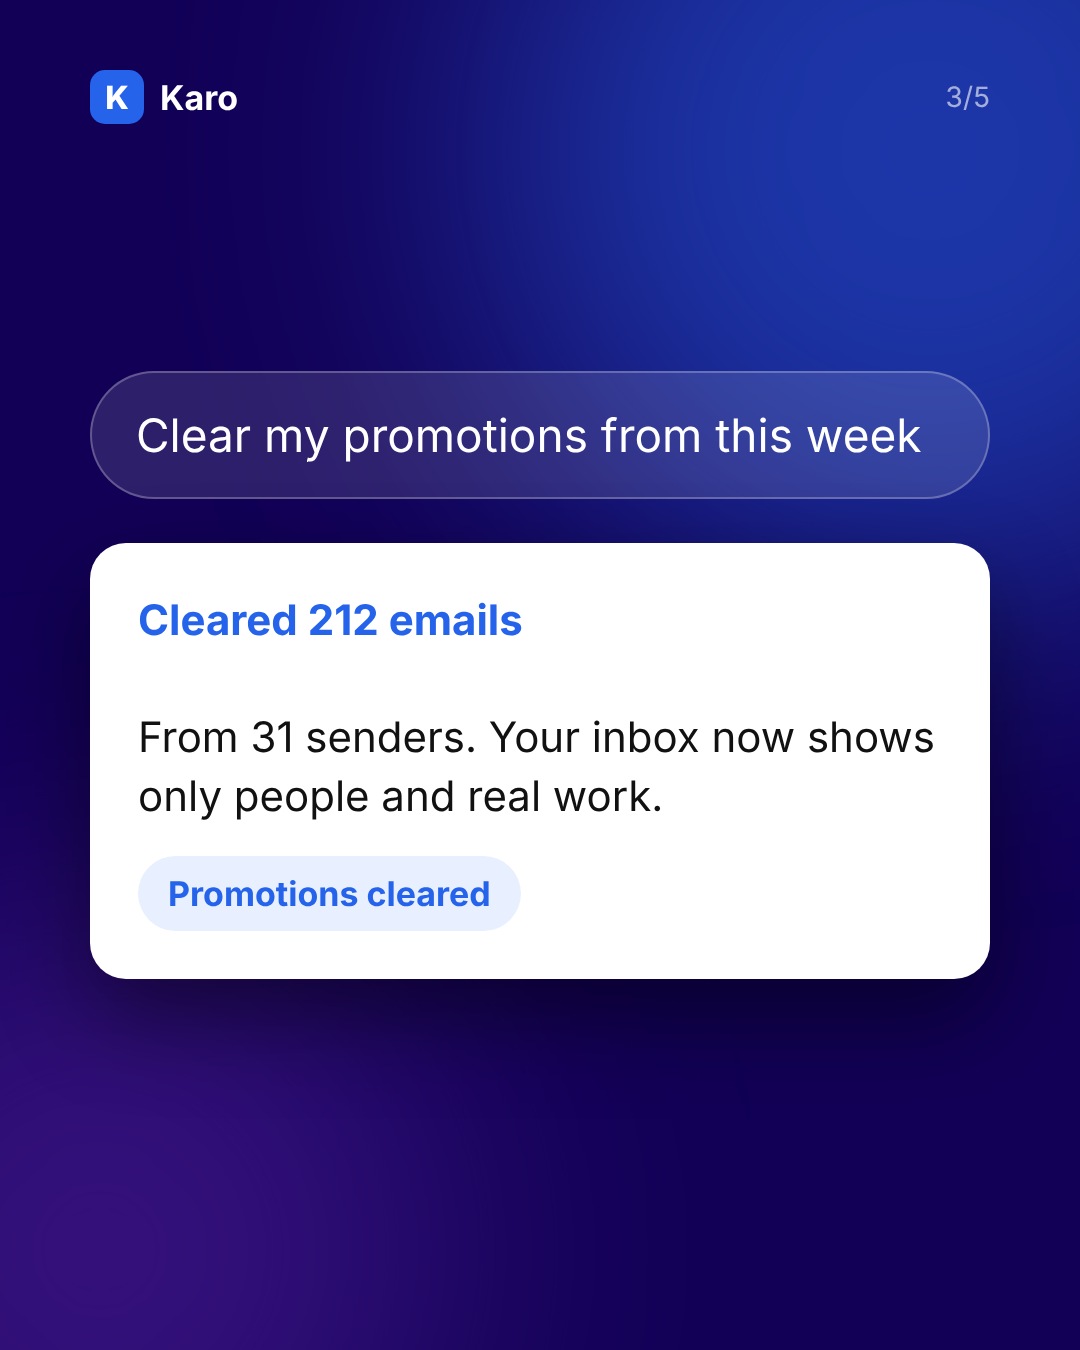 K Karo
3/5
Clear my promotions from this week
Cleared 212 emails
From 31 senders. Your inbox now shows
only people and real work.
Promotions cleared